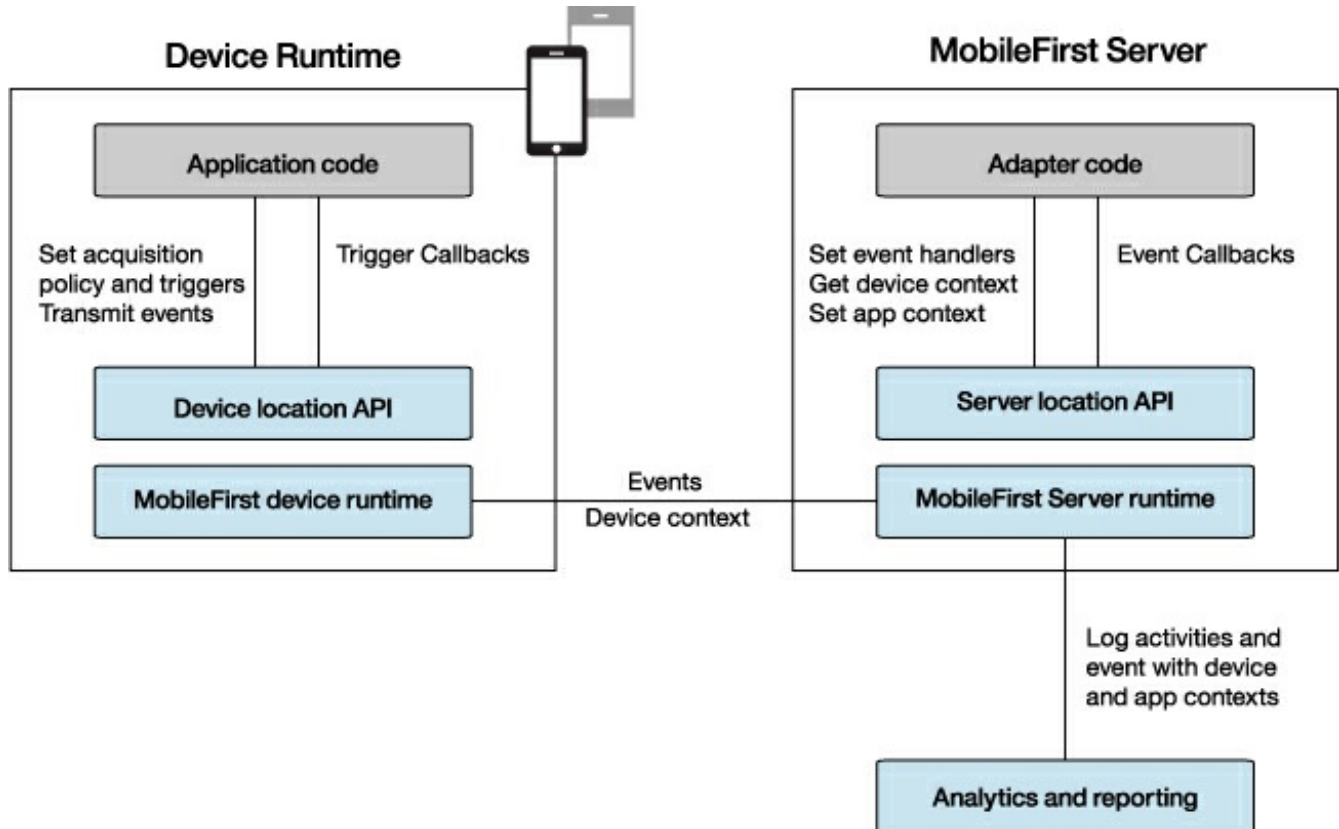 Device Runtime
Application code
Set acquisition
policy and triggers
Transmit events
Trigger Callbacks
Device location API
MobileFirst device runtime
Events
Device context
MobileFirst Server
Adapter code
Set event handlers
Get device context
Set app context
Event Callbacks
Server location API
MobileFirst Server runtime
Log activities and
event with device
and app contexts
Analytics and reporting